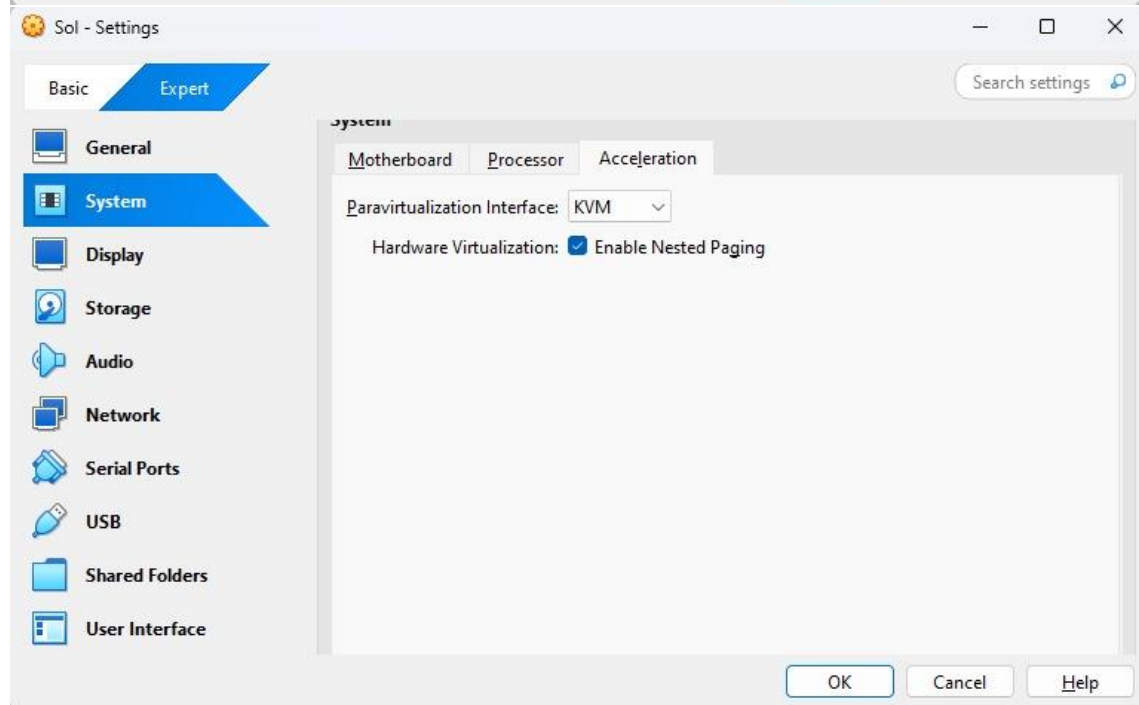 Sol - Settings
Basic
Expert
Search settings
General
System
Display
Storage
Audio
Network
Serial Ports
USB
Shared Folders
User Interface
System
Motherboard Processor Acceleration
Paravirtualization Interface: KVM
Hardware Virtualization: Enable Nested Paging
OK Cancel Help